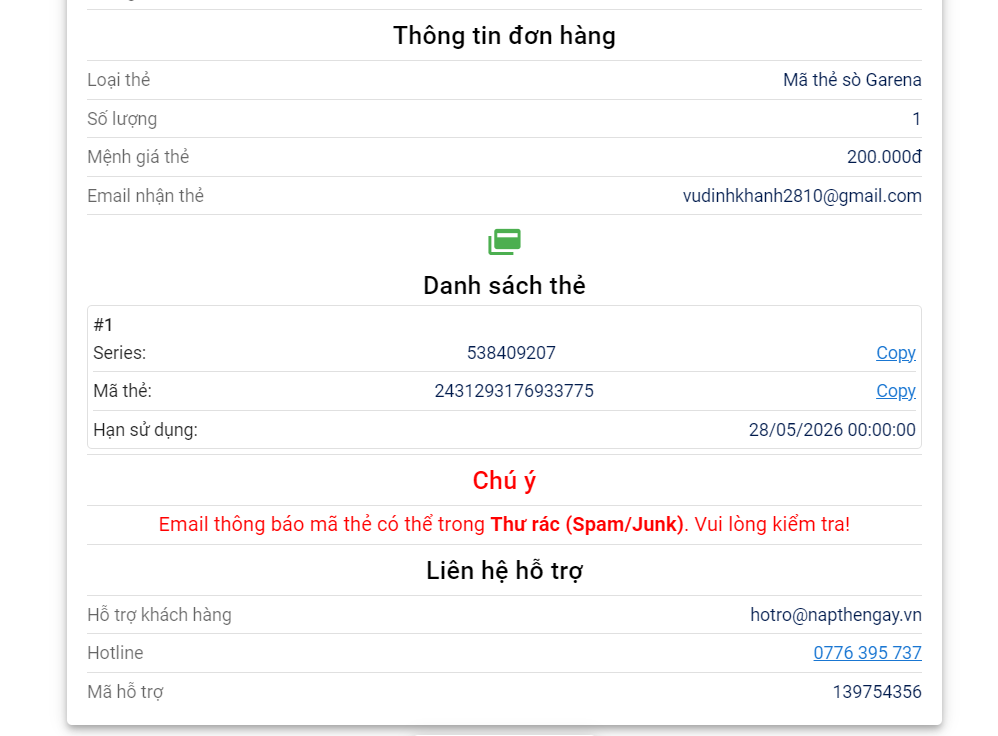 Thông tin đơn hàng
Loại thẻ Mã thẻ sò Garena
Số lượng 1
Mệnh giá thẻ 200.000đ
Email nhận thẻ vudinhkhanh2810@gmail.com
Danh sách thẻ
#1
Series: 538409207 Copy
Mã thẻ: 2431293176933775 Copy
Hạn sử dụng: 28/05/2026 00:00:00
Chú ý
Email thông báo mã thẻ có thể trong Thư rác (Spam/Junk). Vui lòng kiểm tra!
Liên hệ hỗ trợ
Hỗ trợ khách hàng hotro@napthengay.vn
Hotline 0776 395 737
Mã hỗ trợ 139754356